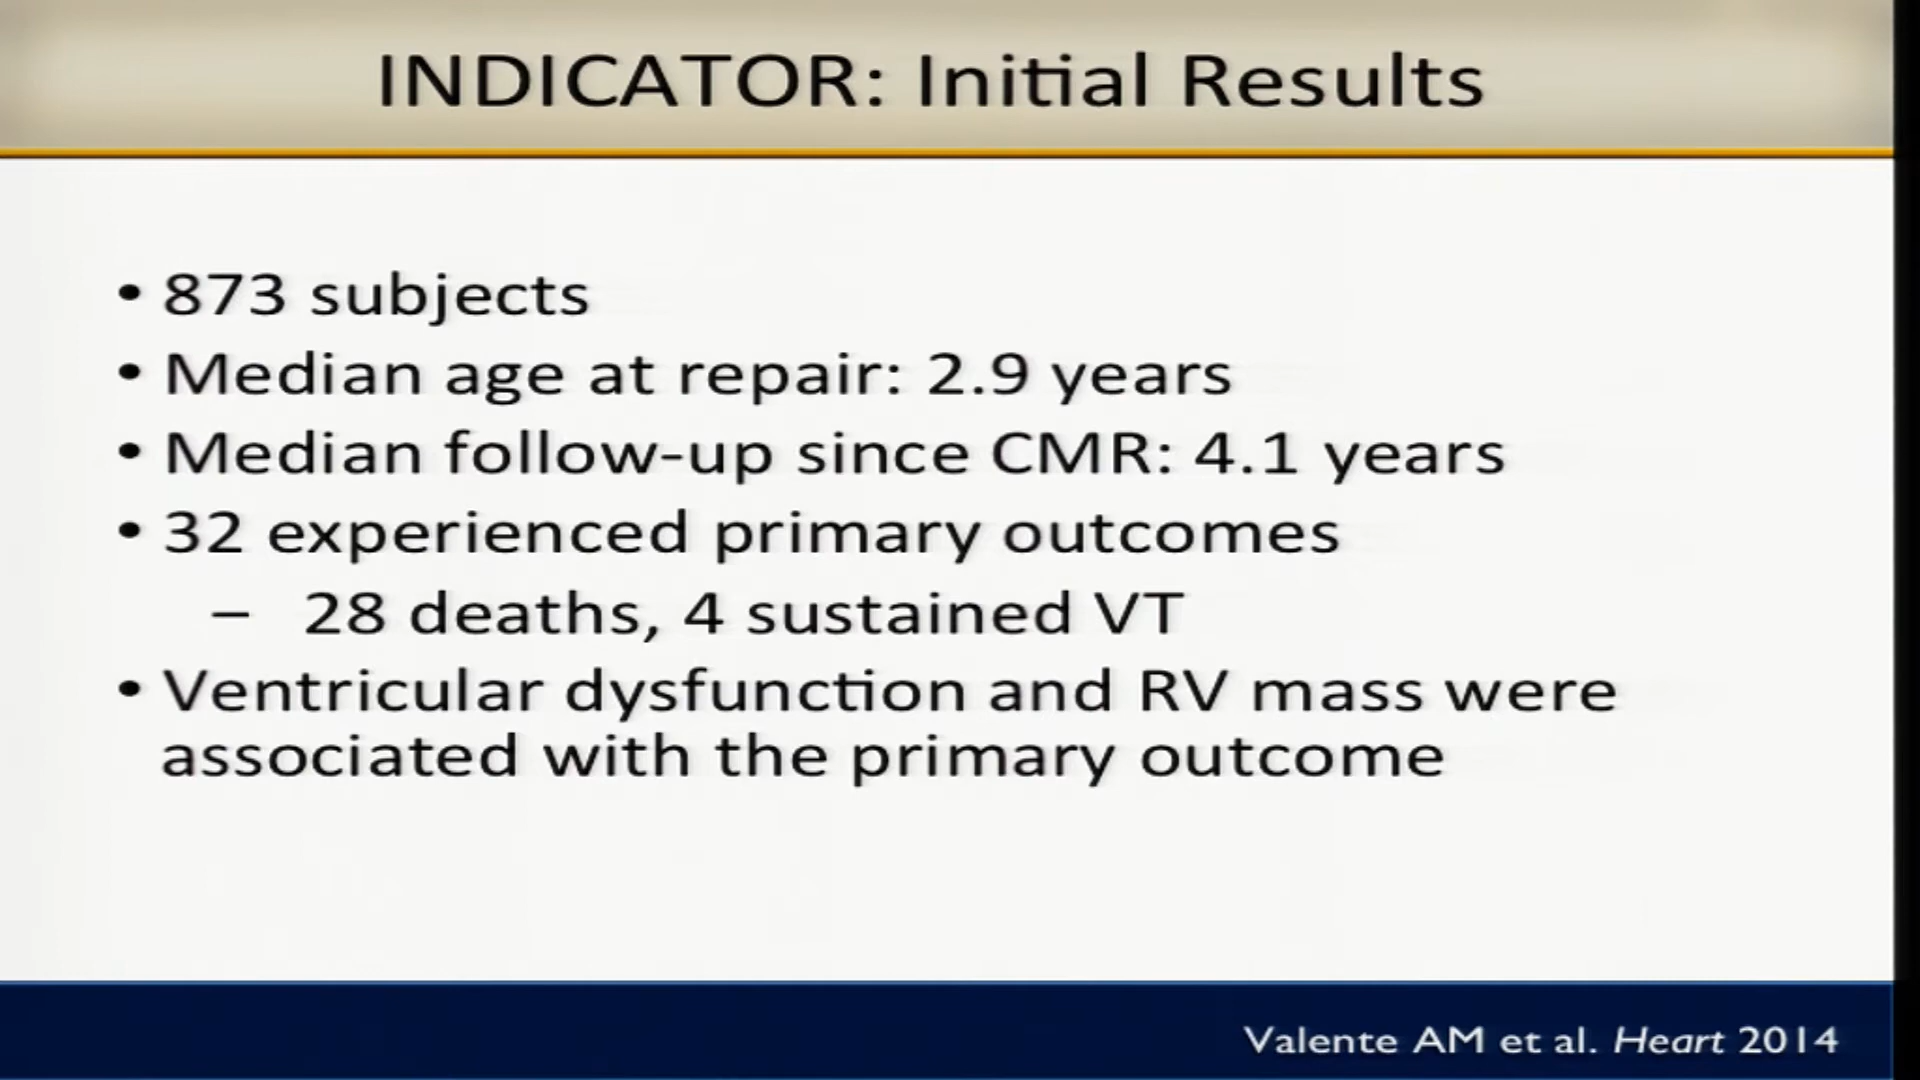 INDICATOR: Initial Results
• 873 subjects
• Median age at repair: 2.9 years
• Median follow-up since CMR: 4.1 years
• 32 experienced primary outcomes
– 28 deaths, 4 sustained VT
• Ventricular dysfunction and RV mass were
associated with the primary outcome
Valente AM et al. Heart 2014